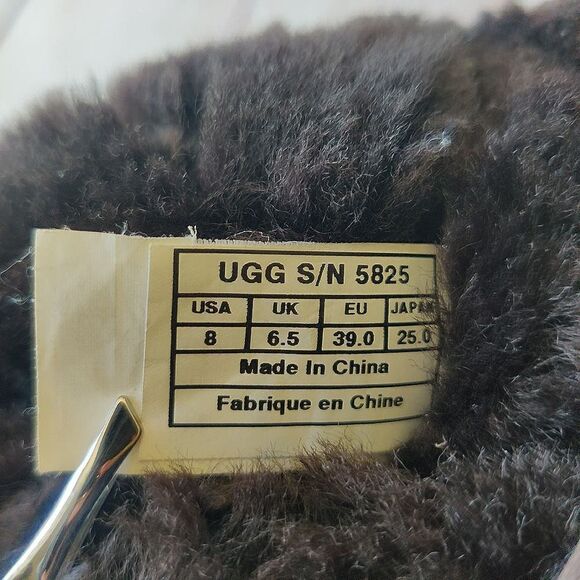 UGG S/N 5825
USA UK EU JAPAN
8 6.5 39.0 25.0
Made In China
Fabrique en Chine